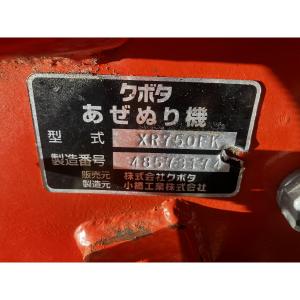 クボタ
あぜぬり機
型式 XR750FK
製造番号
販売元 株式会社クボタ
製造元 小橋工業株式会社